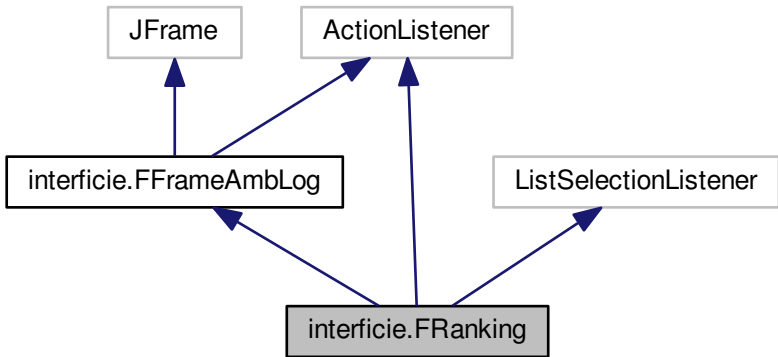 JFrame
ActionListener
interficie.FFrameAmbLog
ListSelectionListener
interficie.FRanking